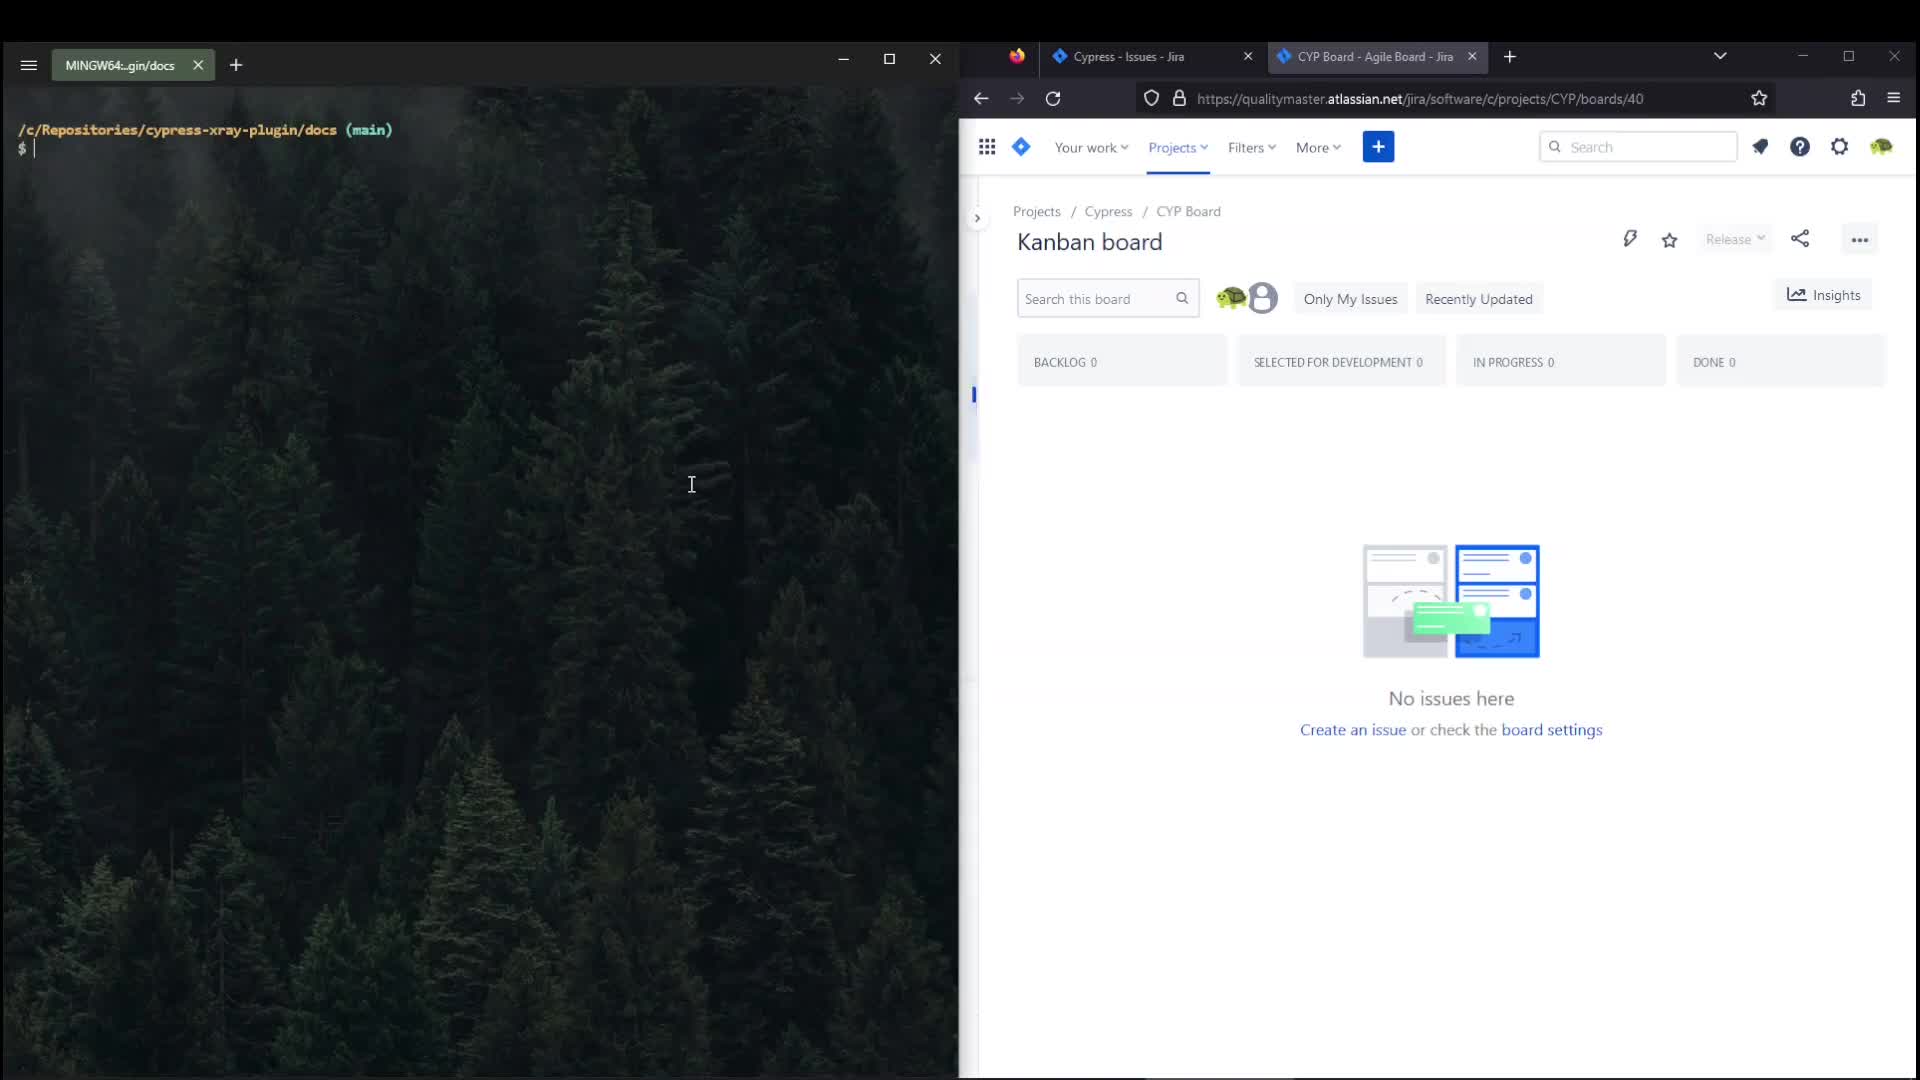 MINGW64:..gin/docs
/c/Repositories/cypress-xray-plugin/docs (main)
$
Cypress - Issues - Jira
CYP Board - Agile Board - Jira
https://qualitymaster.atlassian.net/jira/software/c/projects/CYP/boards/40
Your work
Projects
Filters
More
Search
Projects / Cypress / CYP Board
Kanban board
Release
Search this board
Only My Issues
Recently Updated
Insights
BACKLOG 0
SELECTED FOR DEVELOPMENT 0
IN PROGRESS 0
DONE 0
No issues here
Create an issue or check the board settings